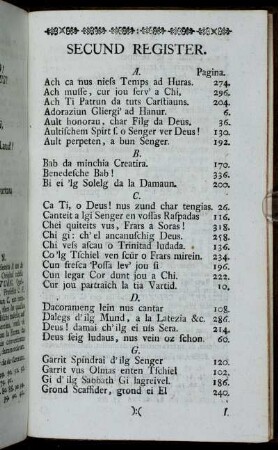 SECUND REGISTER.
A. Pagina.
Ach ca nus niess Temps ad Huras. 274.
Ach musse, cur jou serv' a Chi, 296.
Ach Ti Patrun da tuts Carstiauns. 204.
Adoraziun Gliergi' ad Hanur. 6.
Ault honorau, char Filg da Deus. 36.
Aultischem Spirt s. o Senger ver Deus! 130.
Ault perpeten, a bun Senger. 192.
B.
Bab da minchia Creatira. 170.
Benedesche Bab! 336.
Bi ei 'lg Solelg da la Damaun. 200.
C.
Ca Ti, o Deus! nus zund char tengias. 26.
Canteit a lgi Senger en vossas Raspadas 116.
Chei quiteits vus, Frars a Soras! 318.
Chi gi: ch'el ancanuschig Deus. 258.
Chi vess ascau o Trinitad ludada. 136.
Co'lg Tschiel ven scür o Frars mirein. 234.
Cun fresca Possa lev' jou si 196.
Cun legar Cor dunt jou a Chi. 222.
Cur jou partraich la tia Vartid. 10.
D.
Dacorameng lein nus cantar 108.
Dalegs d'ilg Mund, a la Letezia &c. 286.
Deus! damai ch'ilg ei uss Sera. 214.
Deus seig ludaus, nus vein oz schon. 60.
G.
Garrit Spindrai d'ilg Senger 120.
Garrit vus Olmas enten Tschiel 102.
Gi d'ilg Sabbath Gi lagreivel. 186.
Grond Scaffider, grond ei El 240.
):( I.